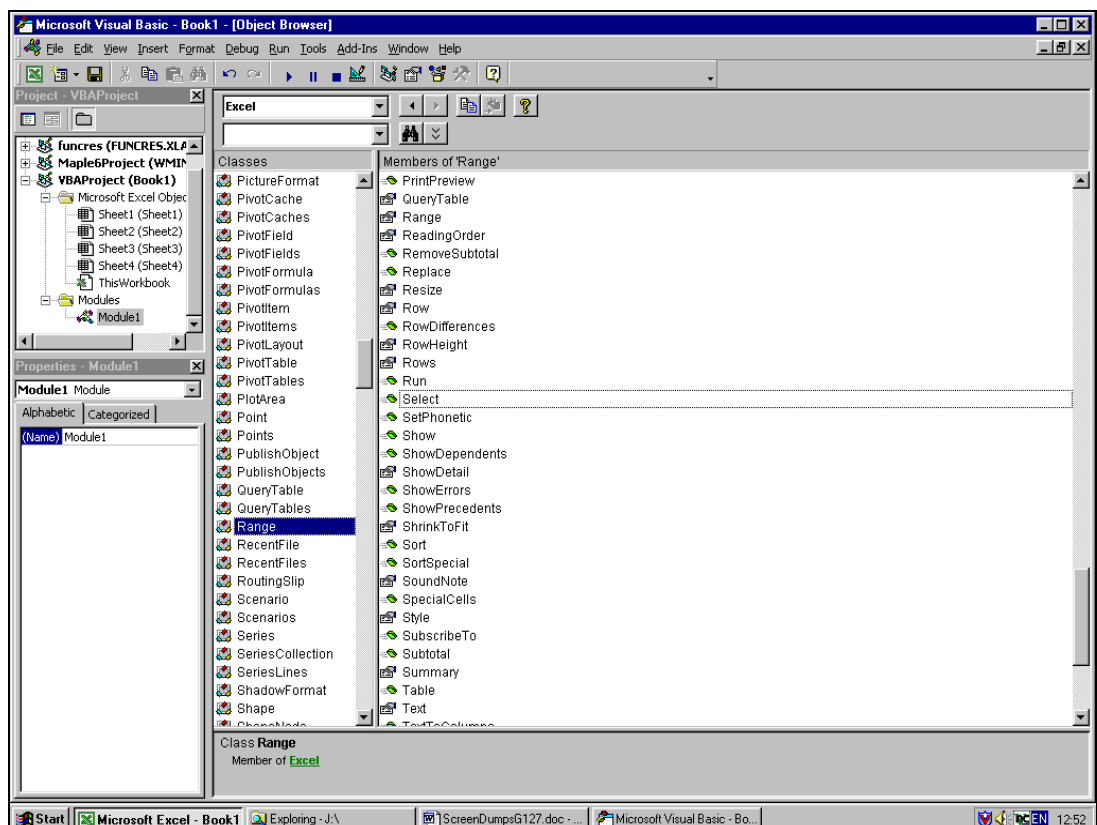 Microsoft Visual Basic - Book1 - [Object Browser]
File Edit View Insert Format Debug Run Tools Add-Ins Window Help
Project - VBAProject
funcres (FUNCRES.XLA
Maple6Project (WMIN
VBAProject (Book1)
Microsoft Excel Objec
Sheet1 (Sheet1)
Sheet2 (Sheet2)
Sheet3 (Sheet3)
Sheet4 (Sheet4)
ThisWorkbook
Modules
Module1
Properties - Module1
Module1 Module
Alphabetic Categorized
(Name) Module1
Excel
Classes
PictureFormat
PivotCache
PivotCaches
PivotField
PivotFields
PivotFormula
PivotFormulas
PivotItem
PivotItems
PivotLayout
PivotTable
PivotTables
PlotArea
Point
Points
PublishObject
PublishObjects
QueryTable
QueryTables
Range
RecentFile
RecentFiles
RoutingSlip
Scenario
Scenarios
Series
SeriesCollection
SeriesLines
ShadowFormat
Shape
ShapeNode
Members of 'Range'
PrintPreview
QueryTable
Range
ReadingOrder
RemoveSubtotal
Replace
Resize
Row
RowDifferences
RowHeight
Rows
Run
Select
SetPhonetic
Show
ShowDependents
ShowDetail
ShowErrors
ShowPrecedents
ShrinkToFit
Sort
SortSpecial
SoundNote
SpecialCells
Style
SubscribeTo
Subtotal
Summary
Table
Text
TextToColumns
Class Range
Member of Excel
Start Microsoft Excel - Book1 Exploring - J:\ ScreenDumpsG127.doc - ... Microsoft Visual Basic - Bo... EN 12:52